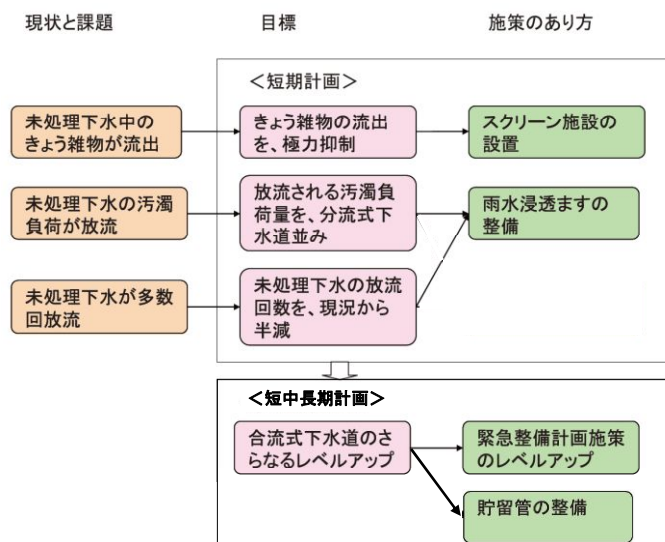 現状と課題
目標
施策のあり方
＜短期計画＞
未処理下水中の
きょう雑物が流出
きょう雑物の流出
を、極力抑制
スクリーン施設の
設置
未処理下水の汚濁
負荷が放流
放流される汚濁負
荷量を、分流式下
水道並み
雨水浸透ますの
整備
未処理下水が多数
回放流
未処理下水の放流
回数を、現況から
半減
＜短中長期計画＞
合流式下水道のさ
らなるレベルアップ
緊急整備計画施策
のレベルアップ
貯留管の整備